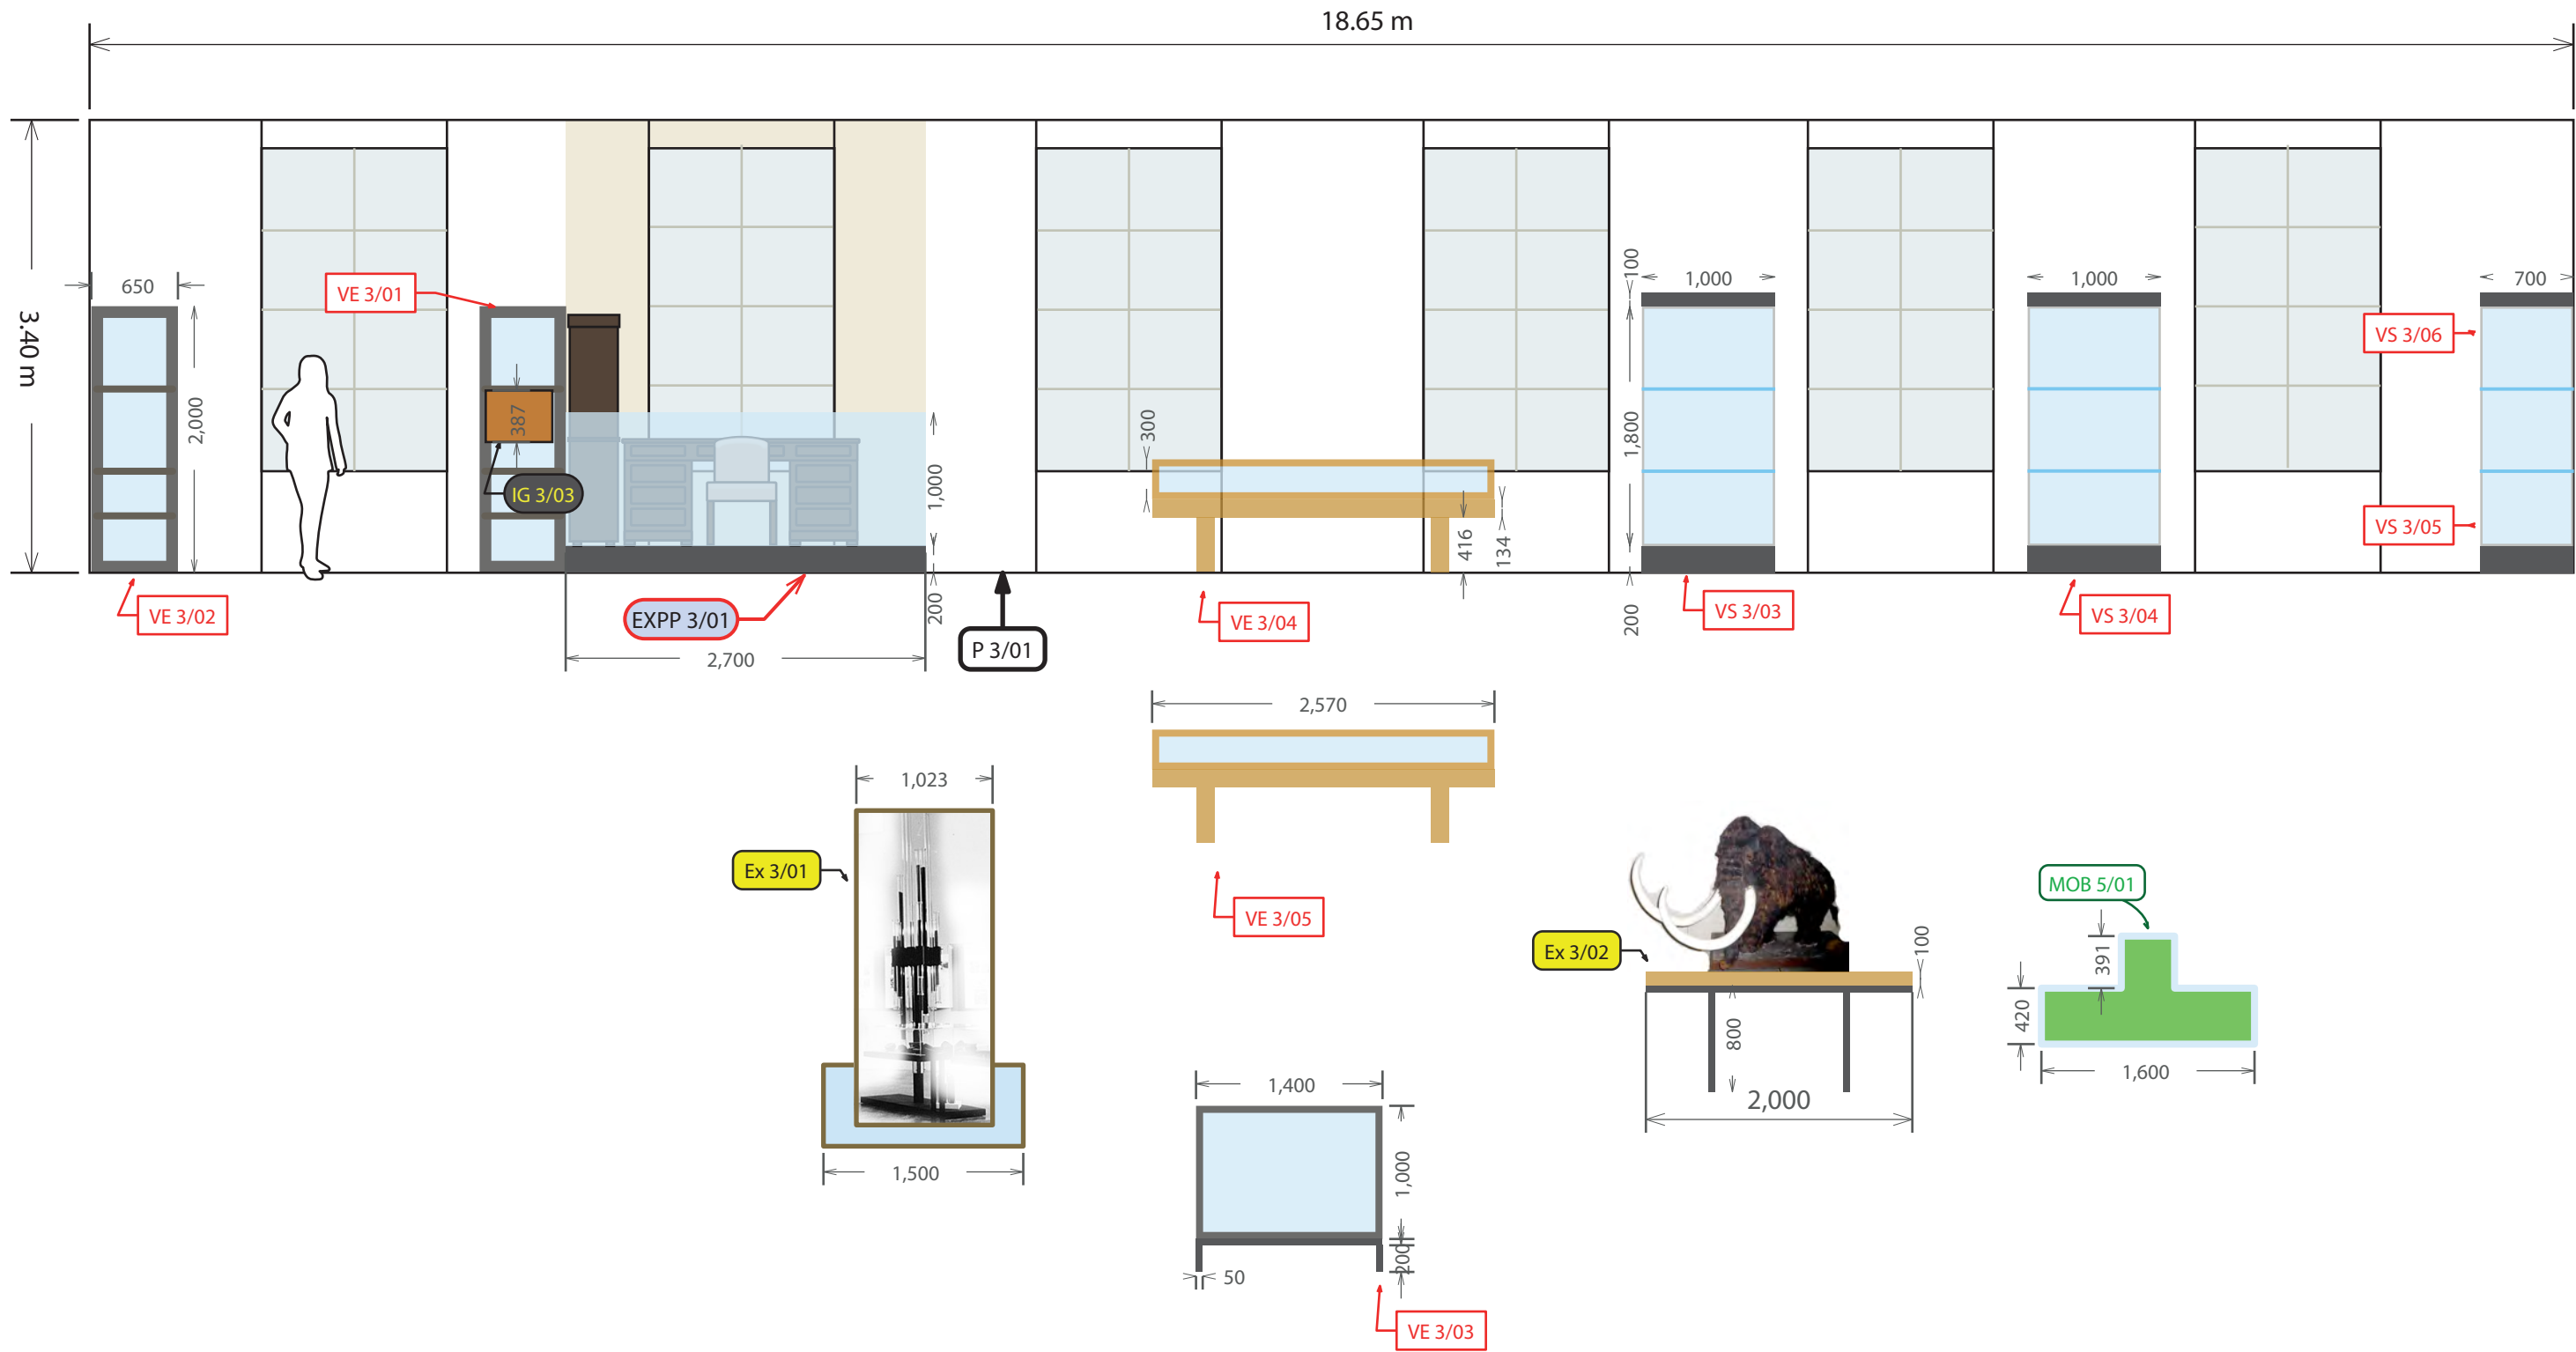 18.65 m
3.40 m
650
2,000
VE 3/01
387
IG 3/03
VE 3/02
EXPP 3/01
2,700
1,000
200
P 3/01
300
416
134
VE 3/04
100
1,000
1,800
200
VS 3/03
1,000
VS 3/04
700
VS 3/06
VS 3/05
2,570
VE 3/05
1,023
Ex 3/01
1,500
1,400
1,000
200
50
VE 3/03
Ex 3/02
100
800
2,000
MOB 5/01
391
420
1,600